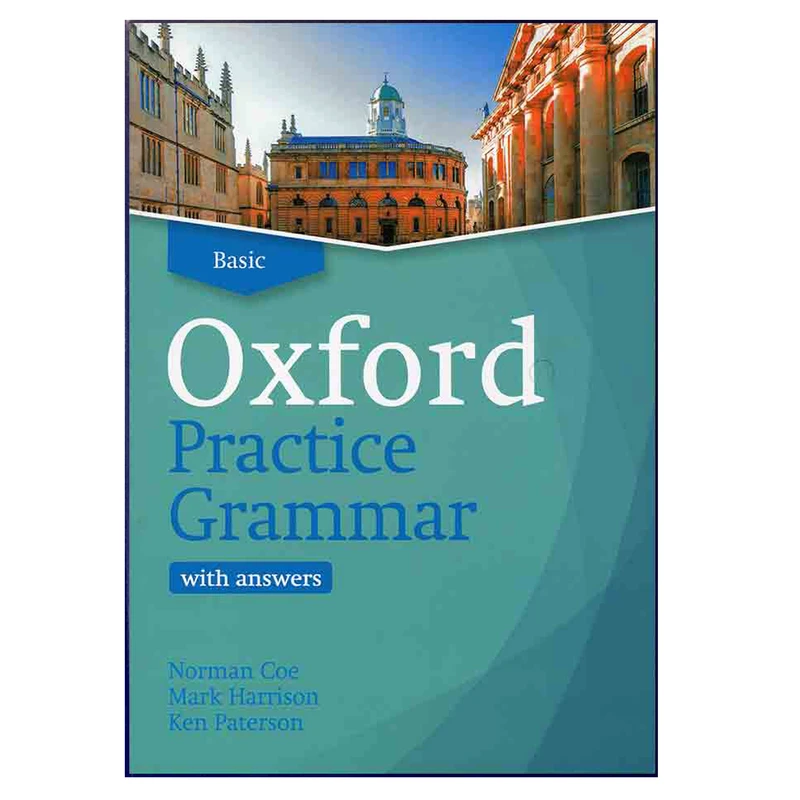 Basic
Oxford
Practice
Grammar
with answers
Norman Coe
Mark Harrison
Ken Paterson